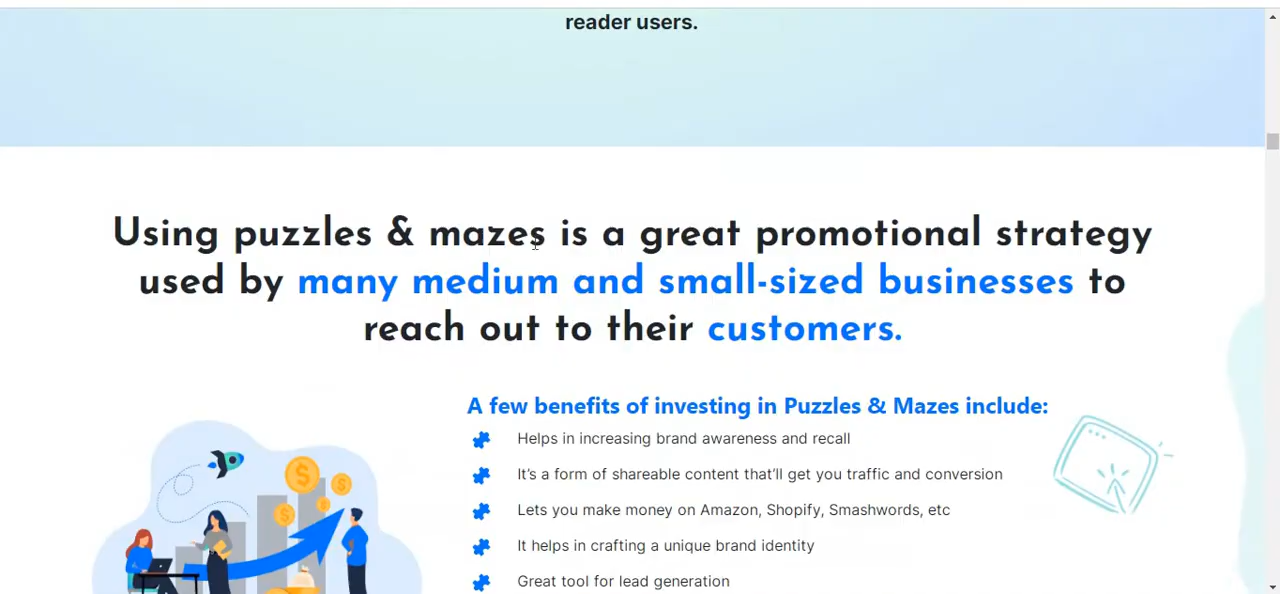 reader users.
Using puzzles & mazes is a great promotional strategy
used by many medium and small-sized businesses to
reach out to their customers.
A few benefits of investing in Puzzles & Mazes include:
Helps in increasing brand awareness and recall
It's a form of shareable content that'll get you traffic and conversion
Lets you make money on Amazon, Shopify, Smashwords, etc
It helps in crafting a unique brand identity
Great tool for lead generation